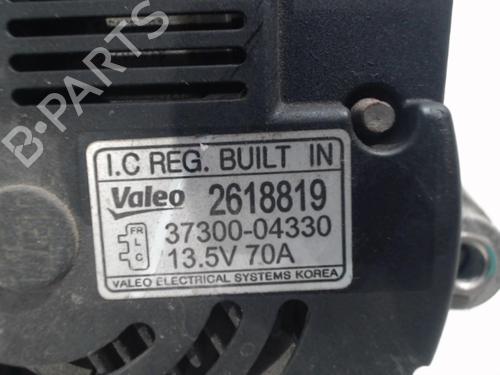 I.C REG. BUILT IN
Valeo 2618819
FR
L
C
37300-04330
13.5V 70A
VALEO ELECTRICAL SYSTEMS KOREA
B-PARTS